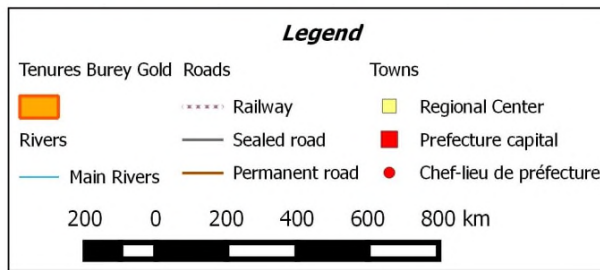 Legend
Tenures Burey Gold Roads Towns
Railway Regional Center
Rivers Sealed road Prefecture capital
Main Rivers Permanent road Chef-lieu de préfecture
200 0 200 400 600 800 km